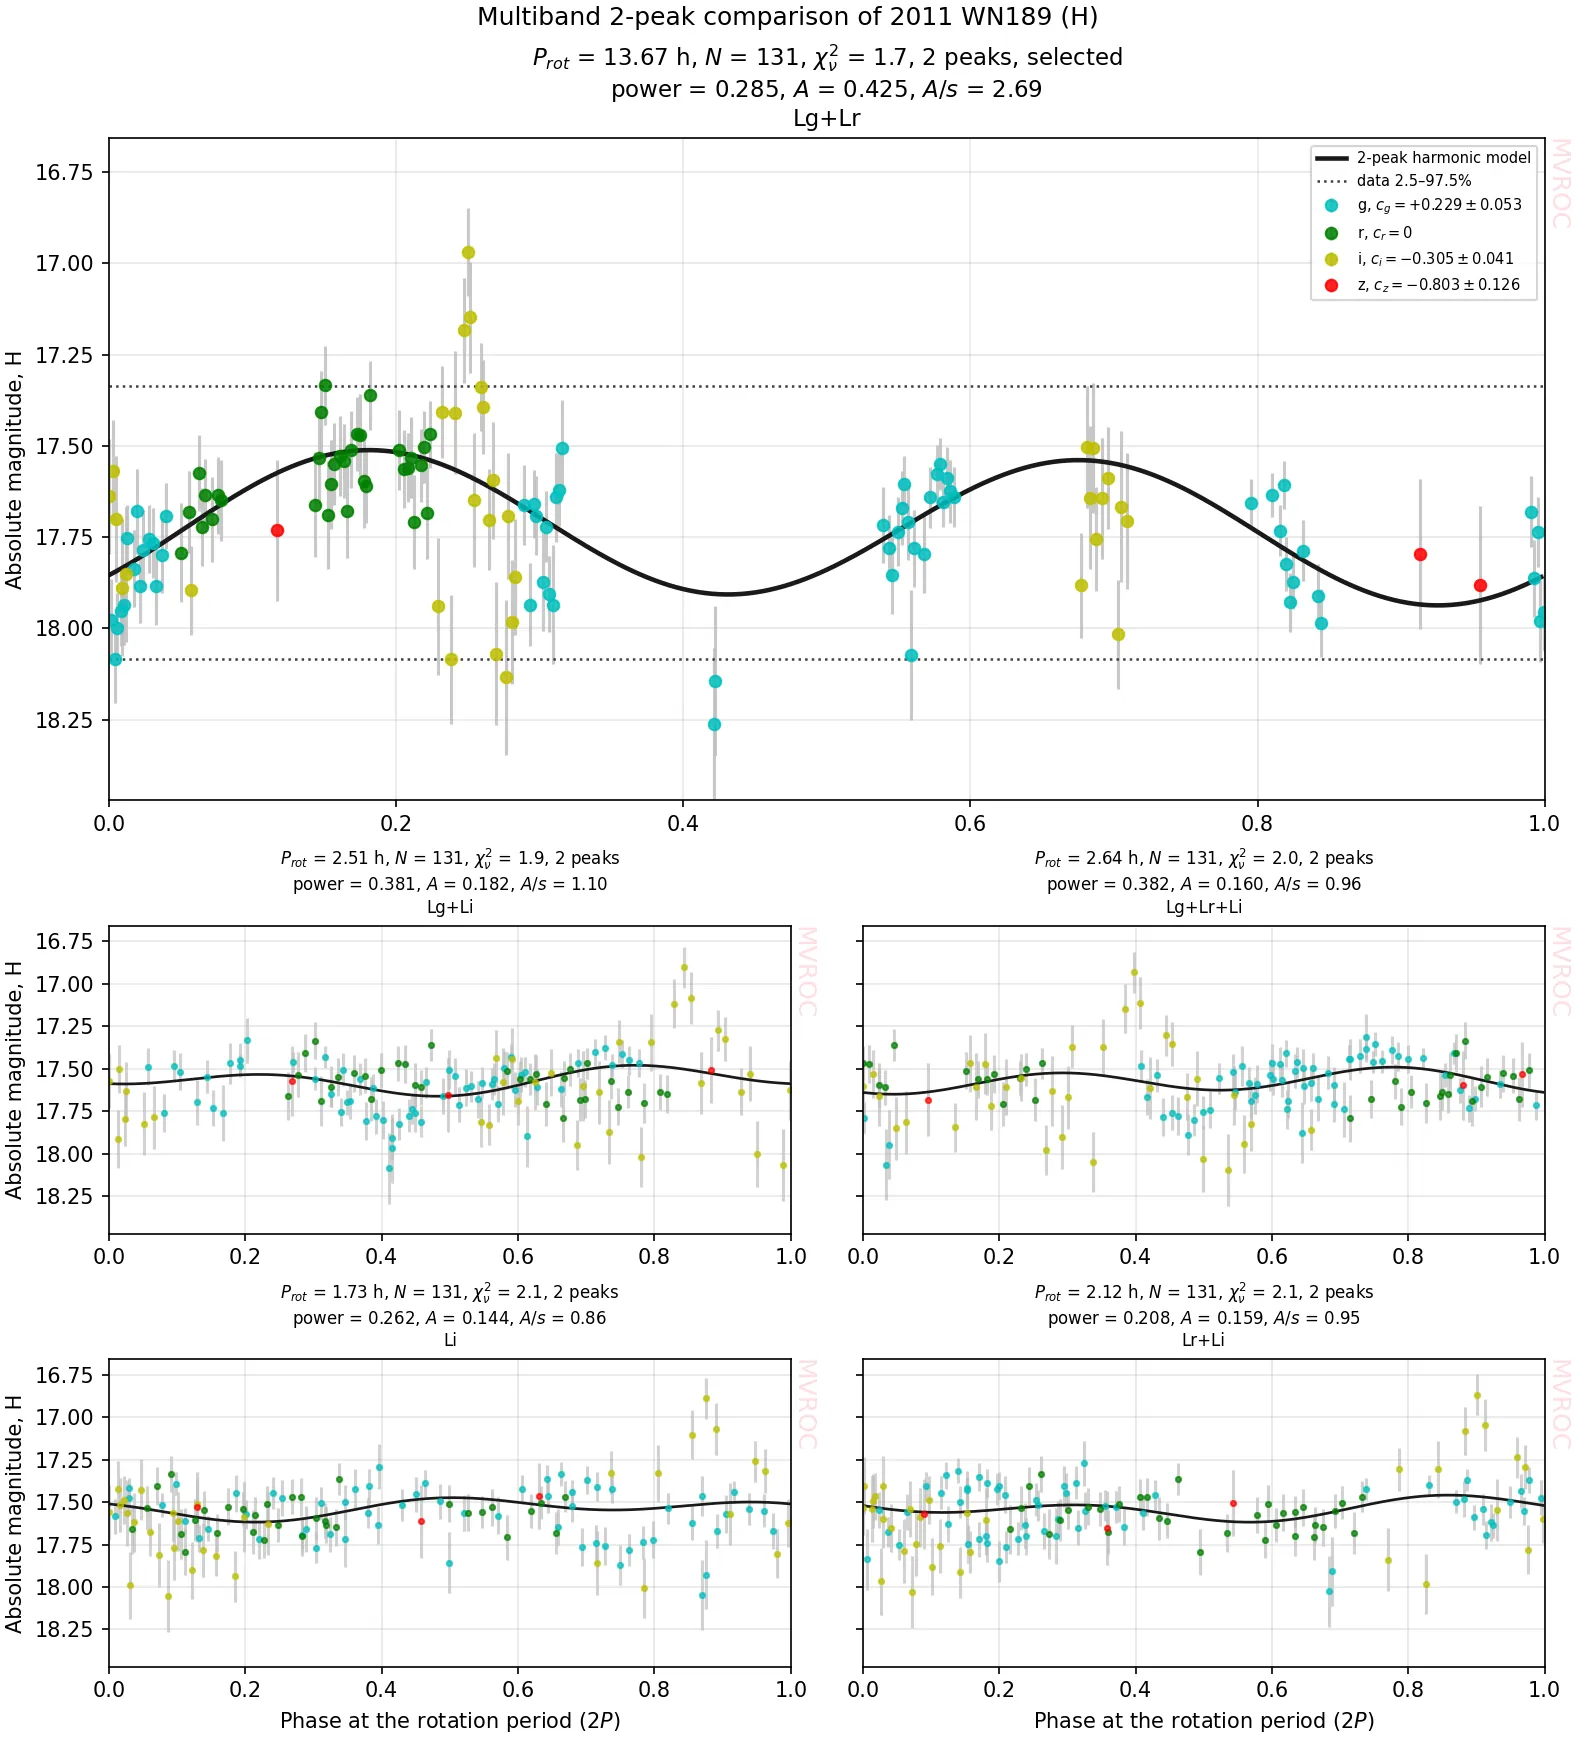 Multiband 2-peak comparison of 2011 WN189 (H)
P_rot = 13.67 h, N = 131, χ²_ν = 1.7, 2 peaks, selected
power = 0.285, A = 0.425, A/s = 2.69
Lg+Lr
2-peak harmonic model
data 2.5–97.5%
g, c_g = +0.229 ± 0.053
r, c_r = 0
i, c_i = −0.305 ± 0.041
z, c_z = −0.803 ± 0.126
MVROC
Absolute magnitude, H
16.75
17.00
17.25
17.50
17.75
18.00
18.25
0.0 0.2 0.4 0.6 0.8 1.0
P_rot = 2.51 h, N = 131, χ²_ν = 1.9, 2 peaks
power = 0.381, A = 0.182, A/s = 1.10
Lg+Li
MVROC
Absolute magnitude, H
16.75
17.00
17.25
17.50
17.75
18.00
18.25
0.0 0.2 0.4 0.6 0.8 1.0
P_rot = 2.64 h, N = 131, χ²_ν = 2.0, 2 peaks
power = 0.382, A = 0.160, A/s = 0.96
Lg+Lr+Li
MVROC
0.0 0.2 0.4 0.6 0.8 1.0
P_rot = 1.73 h, N = 131, χ²_ν = 2.1, 2 peaks
power = 0.262, A = 0.144, A/s = 0.86
Li
MVROC
Absolute magnitude, H
16.75
17.00
17.25
17.50
17.75
18.00
18.25
0.0 0.2 0.4 0.6 0.8 1.0
Phase at the rotation period (2P)
P_rot = 2.12 h, N = 131, χ²_ν = 2.1, 2 peaks
power = 0.208, A = 0.159, A/s = 0.95
Lr+Li
MVROC
0.0 0.2 0.4 0.6 0.8 1.0
Phase at the rotation period (2P)